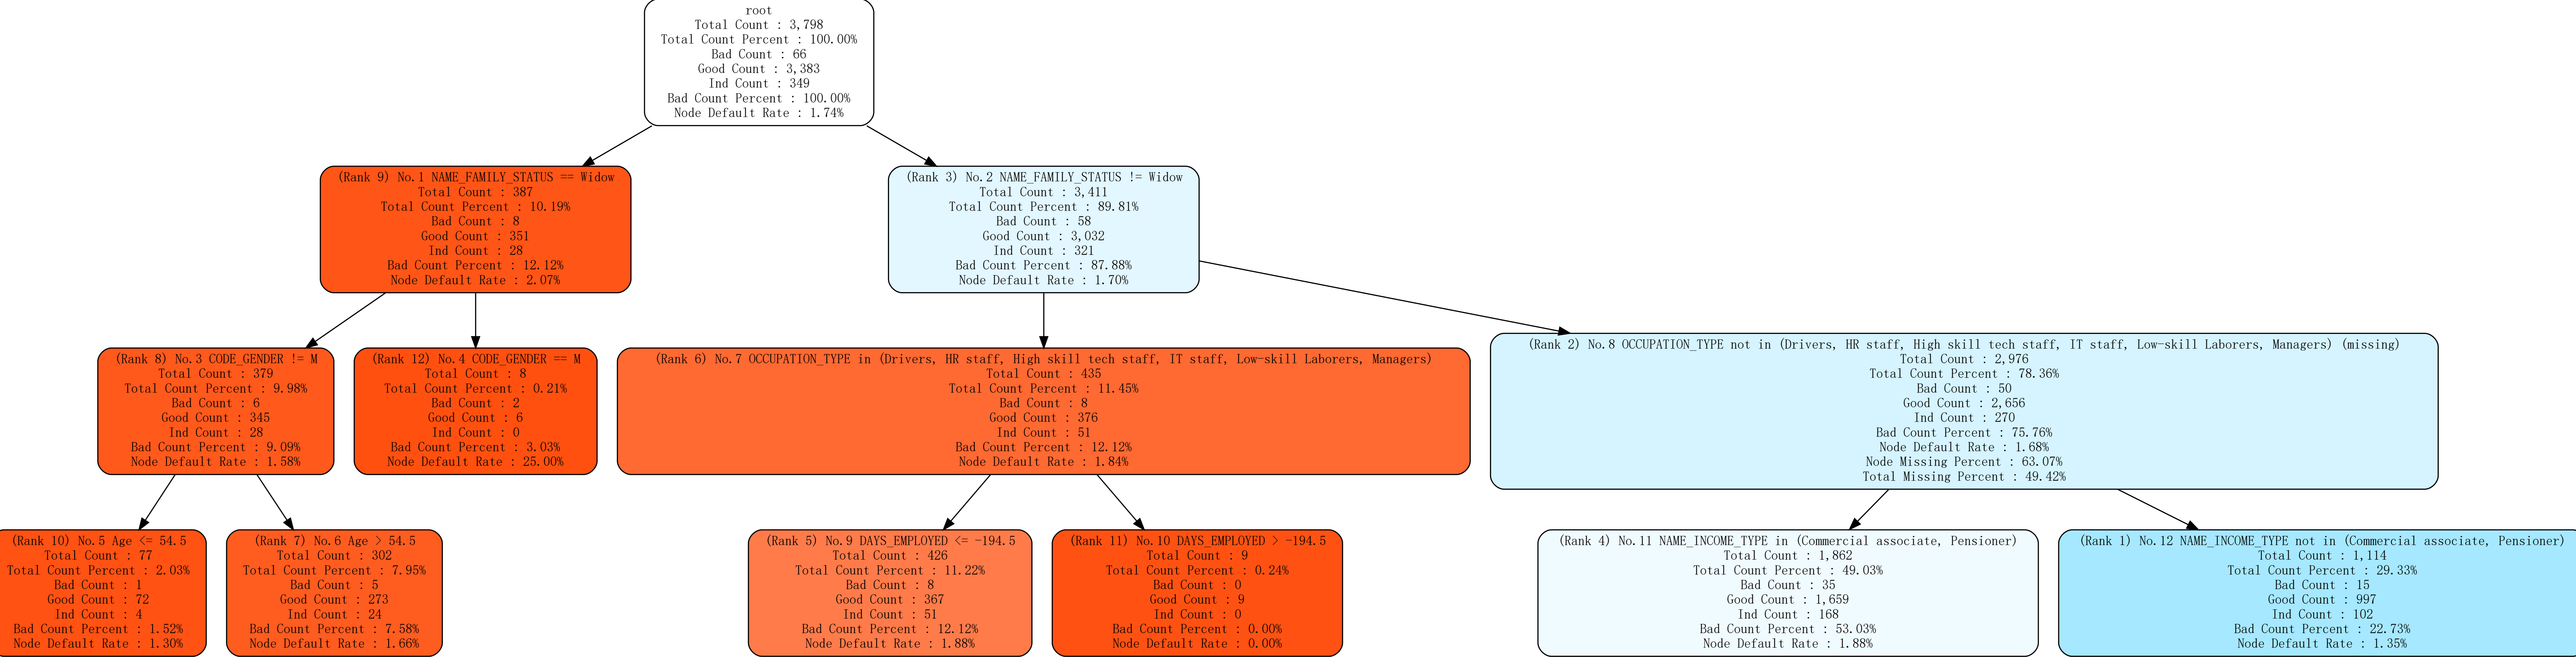 root
Total Count : 3,798
Total Count Percent : 100.00%
Bad Count : 66
Good Count : 3,383
Ind Count : 349
Bad Count Percent : 100.00%
Node Default Rate : 1.74%
(Rank 9) No.1 NAME_FAMILY_STATUS == Widow
Total Count : 387
Total Count Percent : 10.19%
Bad Count : 8
Good Count : 351
Ind Count : 28
Bad Count Percent : 12.12%
Node Default Rate : 2.07%
(Rank 3) No.2 NAME_FAMILY_STATUS != Widow
Total Count : 3,411
Total Count Percent : 89.81%
Bad Count : 58
Good Count : 3,032
Ind Count : 321
Bad Count Percent : 87.88%
Node Default Rate : 1.70%
(Rank 8) No.3 CODE_GENDER != M
Total Count : 379
Total Count Percent : 9.98%
Bad Count : 6
Good Count : 345
Ind Count : 28
Bad Count Percent : 9.09%
Node Default Rate : 1.58%
(Rank 12) No.4 CODE_GENDER == M
Total Count : 8
Total Count Percent : 0.21%
Bad Count : 2
Good Count : 6
Ind Count : 0
Bad Count Percent : 3.03%
Node Default Rate : 25.00%
(Rank 6) No.7 OCCUPATION_TYPE in (Drivers, HR staff, High skill tech staff, IT staff, Low-skill Laborers, Managers)
Total Count : 435
Total Count Percent : 11.45%
Bad Count : 8
Good Count : 376
Ind Count : 51
Bad Count Percent : 12.12%
Node Default Rate : 1.84%
(Rank 2) No.8 OCCUPATION_TYPE not in (Drivers, HR staff, High skill tech staff, IT staff, Low-skill Laborers, Managers) (missing)
Total Count : 2,976
Total Count Percent : 78.36%
Bad Count : 50
Good Count : 2,656
Ind Count : 270
Bad Count Percent : 75.76%
Node Default Rate : 1.68%
Node Missing Percent : 63.07%
Total Missing Percent : 49.42%
(Rank 10) No.5 Age <= 54.5
Total Count : 77
Total Count Percent : 2.03%
Bad Count : 1
Good Count : 72
Ind Count : 4
Bad Count Percent : 1.52%
Node Default Rate : 1.30%
(Rank 7) No.6 Age > 54.5
Total Count : 302
Total Count Percent : 7.95%
Bad Count : 5
Good Count : 273
Ind Count : 24
Bad Count Percent : 7.58%
Node Default Rate : 1.66%
(Rank 5) No.9 DAYS_EMPLOYED <= -194.5
Total Count : 426
Total Count Percent : 11.22%
Bad Count : 8
Good Count : 367
Ind Count : 51
Bad Count Percent : 12.12%
Node Default Rate : 1.88%
(Rank 11) No.10 DAYS_EMPLOYED > -194.5
Total Count : 9
Total Count Percent : 0.24%
Bad Count : 0
Good Count : 9
Ind Count : 0
Bad Count Percent : 0.00%
Node Default Rate : 0.00%
(Rank 4) No.11 NAME_INCOME_TYPE in (Commercial associate, Pensioner)
Total Count : 1,862
Total Count Percent : 49.03%
Bad Count : 35
Good Count : 1,659
Ind Count : 168
Bad Count Percent : 53.03%
Node Default Rate : 1.88%
(Rank 1) No.12 NAME_INCOME_TYPE not in (Commercial associate, Pensioner)
Total Count : 1,114
Total Count Percent : 29.33%
Bad Count : 15
Good Count : 997
Ind Count : 102
Bad Count Percent : 22.73%
Node Default Rate : 1.35%